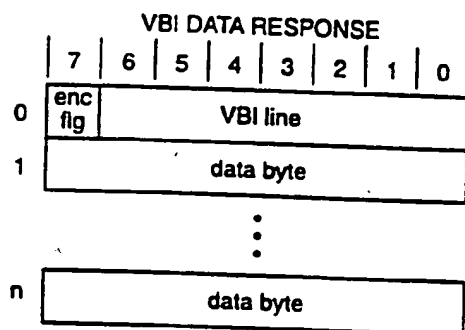 VBI DATA RESPONSE
7 6 5 4 3 2 1 0
0 enc flg VBI line
1 data byte
n data byte